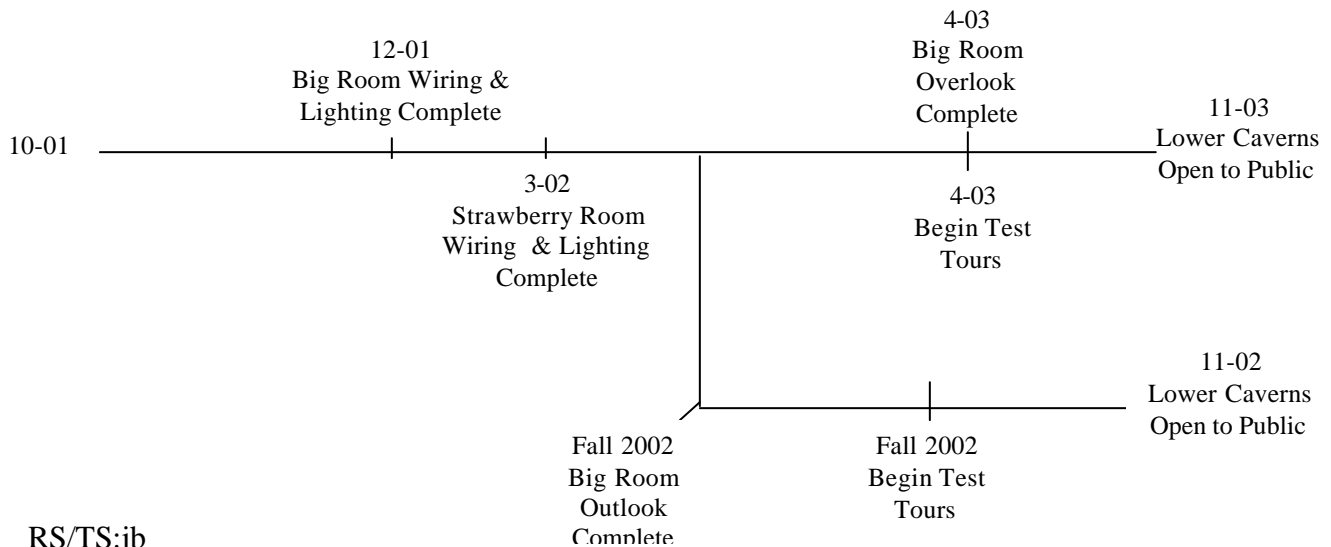 4-03
Big Room
Overlook
Complete
12-01
Big Room Wiring &
Lighting Complete
11-03
Lower Caverns
Open to Public
10-01
3-02
Strawberry Room
Wiring & Lighting
Complete
4-03
Begin Test
Tours
11-02
Lower Caverns
Open to Public
Fall 2002
Big Room
Outlook
Complete
Fall 2002
Begin Test
Tours
RS/TS:jb